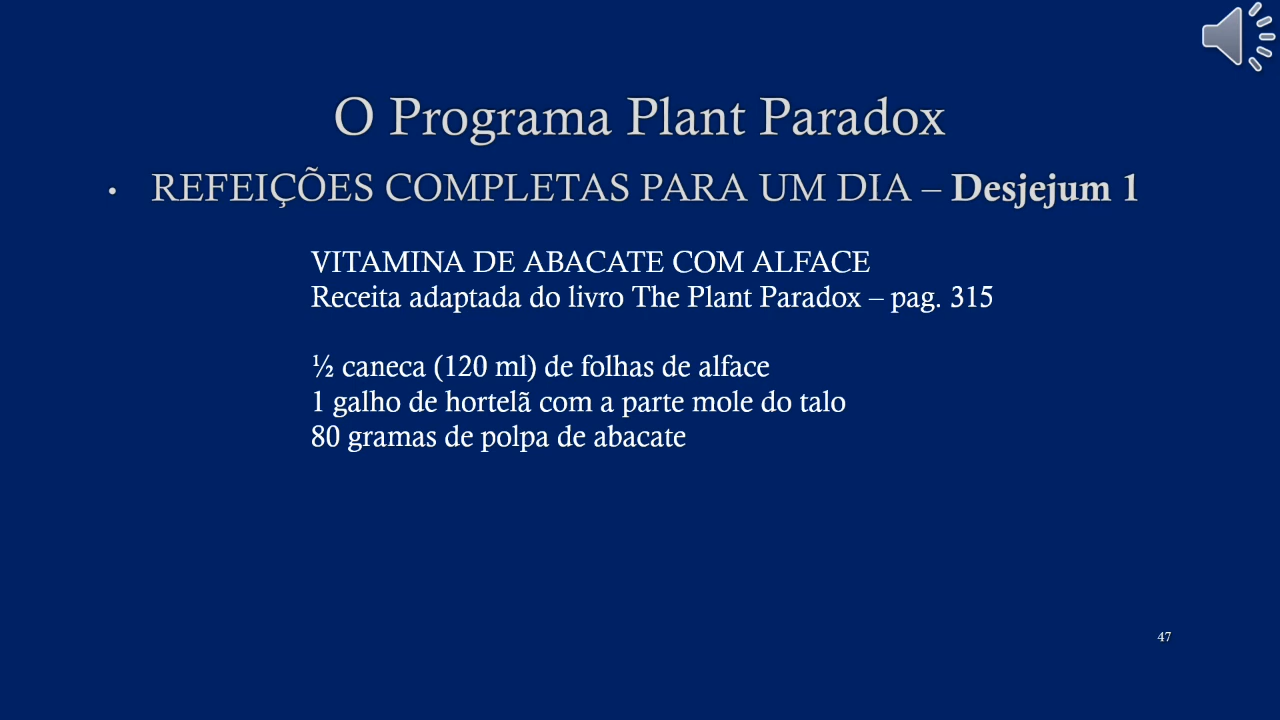 O Programa Plant Paradox
• REFEIÇÕES COMPLETAS PARA UM DIA – Desjejum 1
VITAMINA DE ABACATE COM ALFACE
Receita adaptada do livro The Plant Paradox – pag. 315
½ caneca (120 ml) de folhas de alface
1 galho de hortelã com a parte mole do talo
80 gramas de polpa de abacate
47